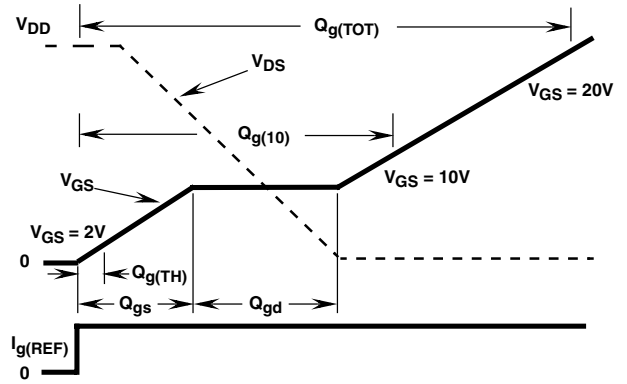 V_DD
Q_g(TOT)
V_DS
V_GS = 20V
Q_g(10)
V_GS
V_GS = 10V
V_GS = 2V
0
Q_g(TH)
Q_gs
Q_gd
I_g(REF)
0